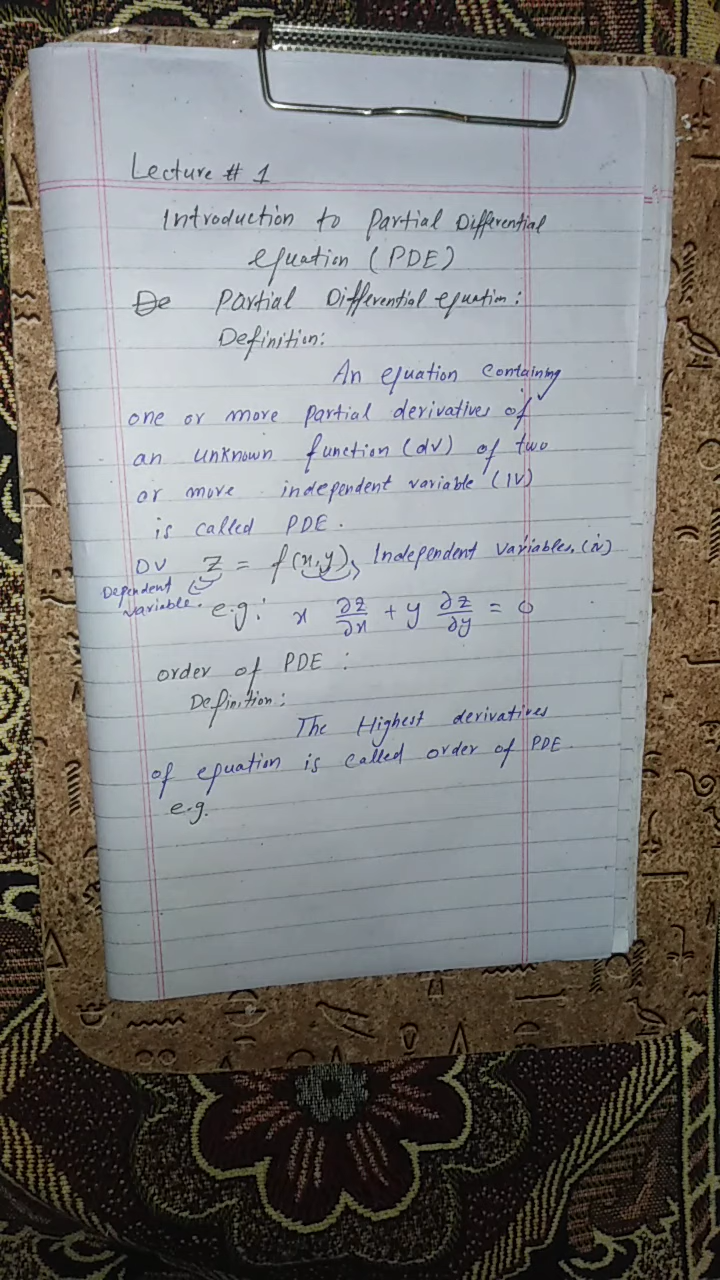 Lecture # 1
Introduction to Partial Differential
equation (PDE)
De Partial Differential equation:
Definition:
An equation containing
one or more partial derivatives of
an unknown function (dv) of two
or more independent variable (IV)
is called PDE.
DV z = f(x,y), Independent variables. (iv)
Dependent
variable.
e.g: x ∂z/∂x + y ∂z/∂y = 0
order of PDE :
Definition:
The Highest derivatives
of equation is called order of PDE.
e.g.